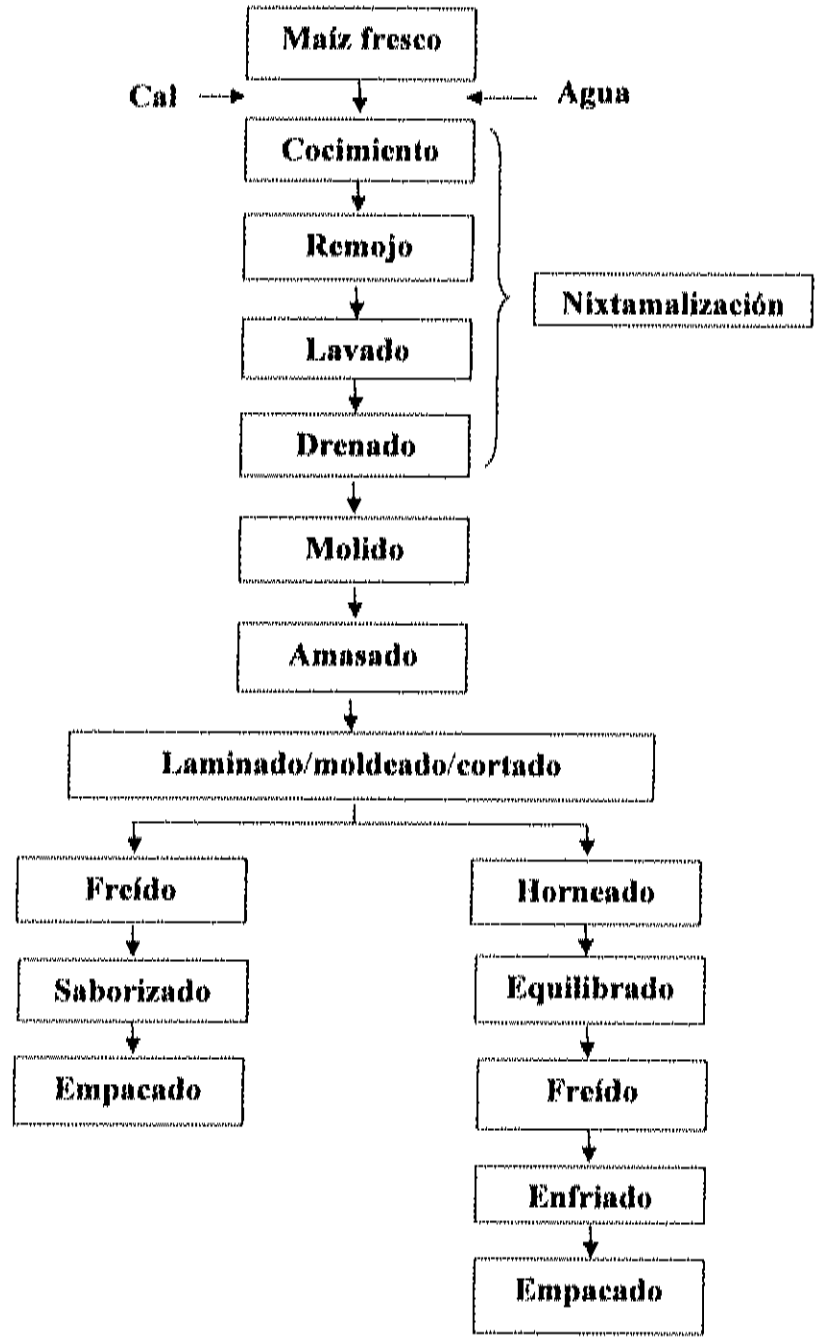 Maíz fresco
Cal
Agua
Cocimiento
Remojo
Lavado
Drenado
Nixtamalización
Molido
Amasado
Laminado/moldeado/cortado
Freído
Saborizado
Empacado
Horneado
Equilibrado
Freído
Enfriado
Empacado